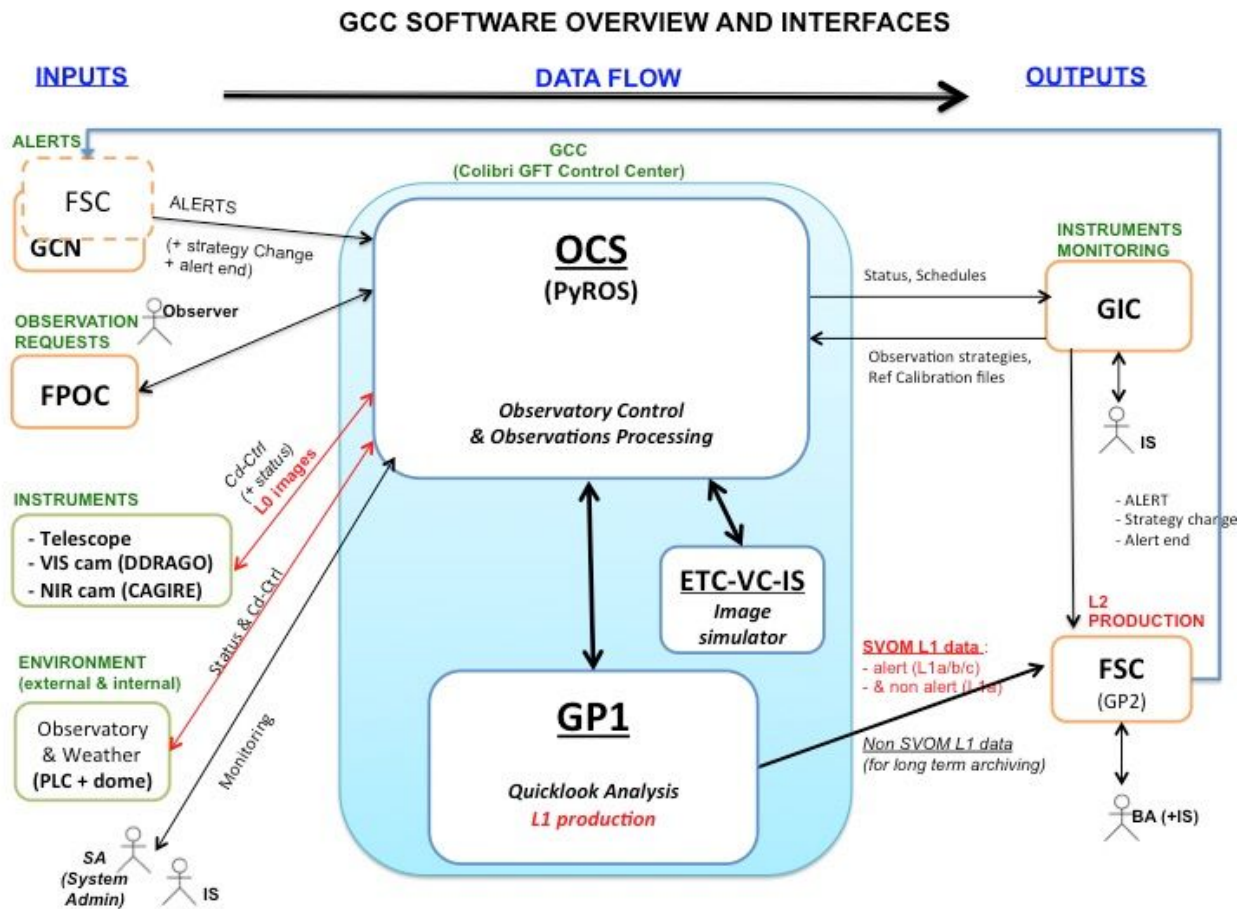 GCC SOFTWARE OVERVIEW AND INTERFACES
INPUTS
DATA FLOW
OUTPUTS
ALERTS
FSC
GCN
ALERTS
(+ strategy Change
+ alert end)
GCC
(Colibri GFT Control Center)
OCS
(PyROS)
Observatory Control
& Observations Processing
Status, Schedules
Observation strategies,
Ref Calibration files
INSTRUMENTS
MONITORING
GIC
IS
OBSERVATION
REQUESTS
Observer
FPOC
Cd-Ctrl
(+ status)
L0 images
INSTRUMENTS
- Telescope
- VIS cam (DDRAGO)
- NIR cam (CAGIRE)
Status & Cd-Ctrl
ENVIRONMENT
(external & internal)
Observatory
& Weather
(PLC + dome)
Monitoring
SA
(System
Admin)
IS
ETC-VC-IS
Image
simulator
GP1
Quicklook Analysis
L1 production
- ALERT
- Strategy change
- Alert end
L2
PRODUCTION
SVOM L1 data :
- alert (L1a/b/c)
- & non alert (L1a)
Non SVOM L1 data
(for long term archiving)
FSC
(GP2)
BA (+IS)